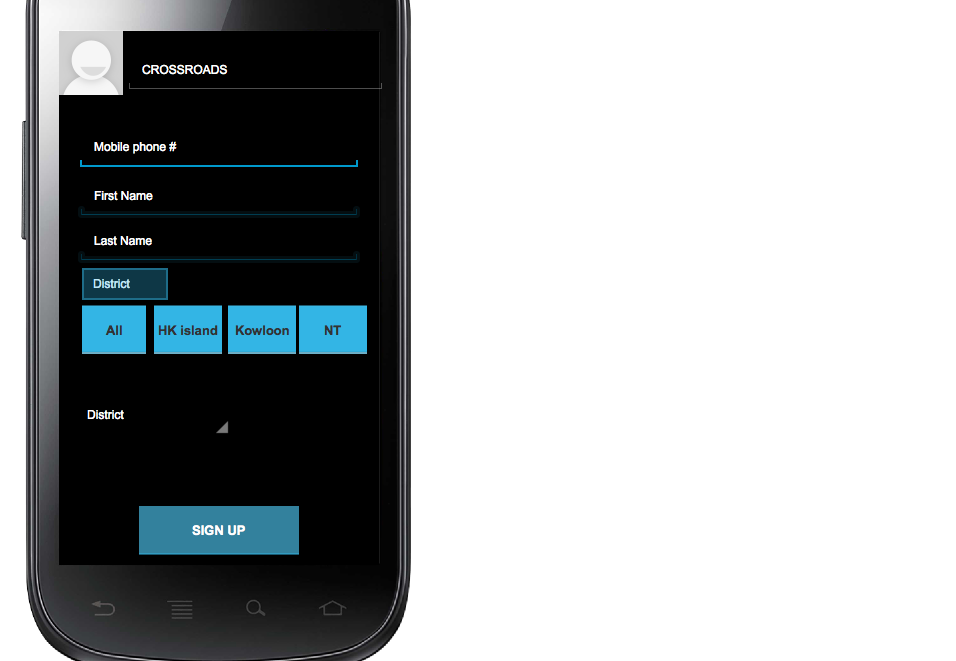 CROSSROADS
Mobile phone #
First Name
Last Name
District
All HK island Kowloon NT
District
SIGN UP